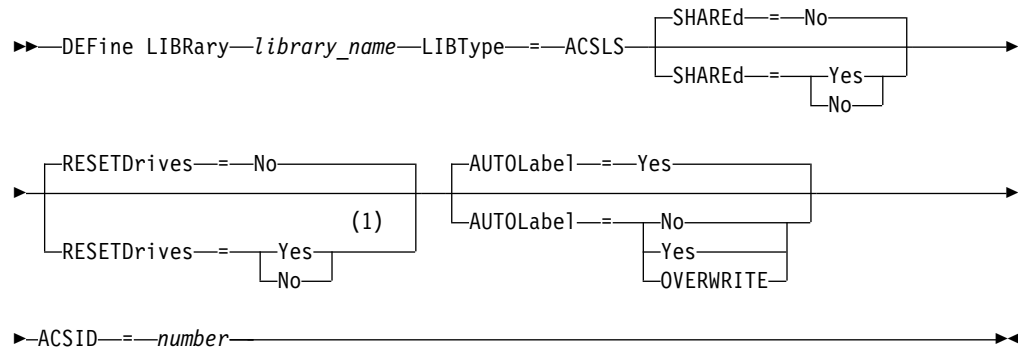 SHAREd = No
DEFine LIBRary library_name LIBType = ACSLS
SHAREd = Yes
No
RESETDrives = No
AUTOLabel = Yes
(1)
RESETDrives = Yes
No
AUTOLabel = No
Yes
OVERWRITE
ACSID = number